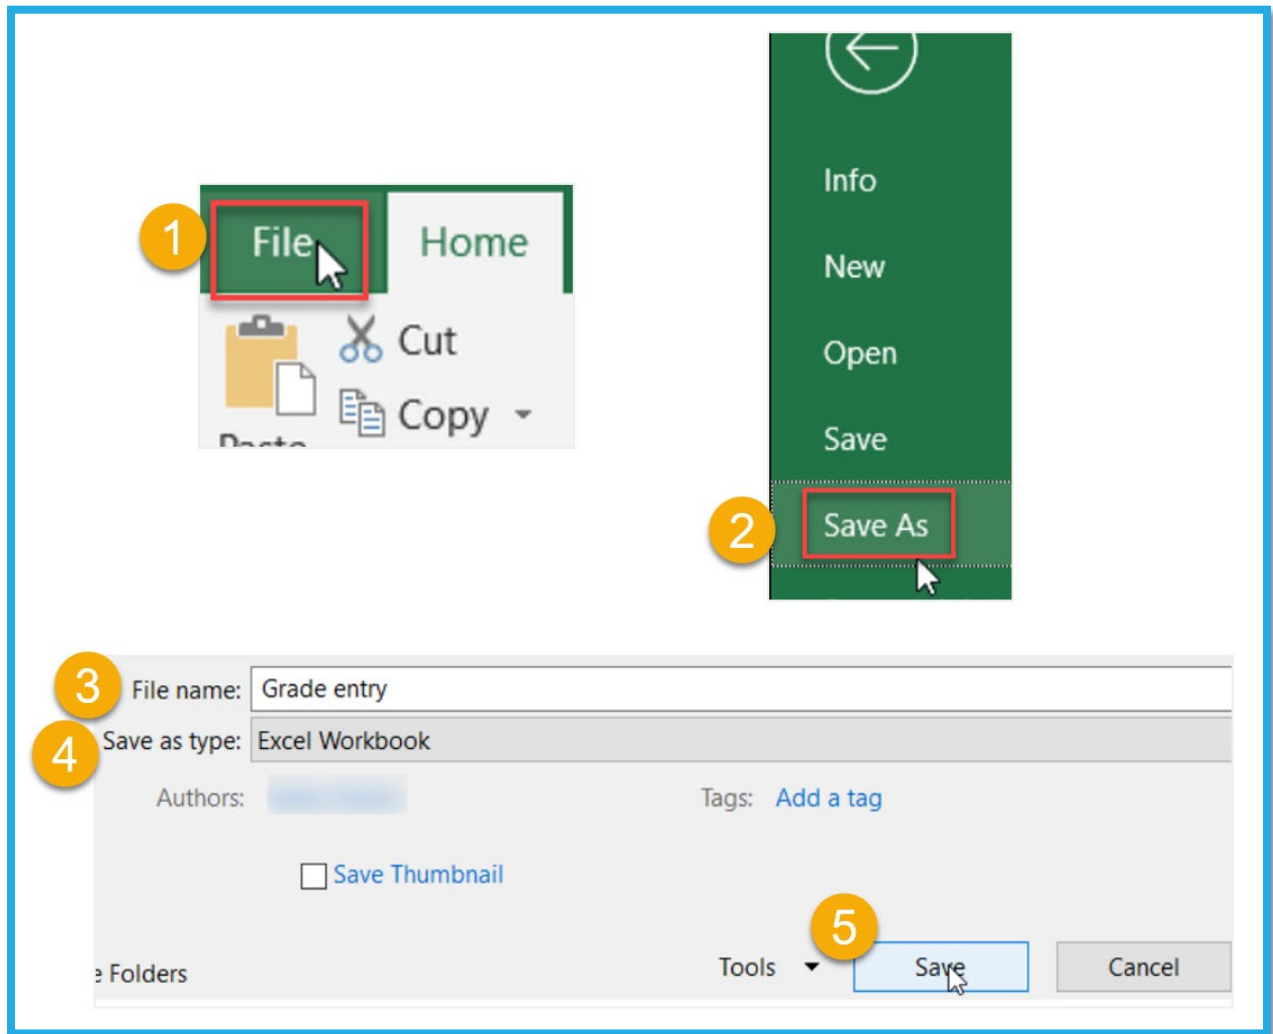 1
File
Home
Cut
Copy
Paste
Info
New
Open
Save
2
Save As
3
File name: Grade entry
4
Save as type: Excel Workbook
Authors:
Tags: Add a tag
Save Thumbnail
5
e Folders
Tools
Save
Cancel